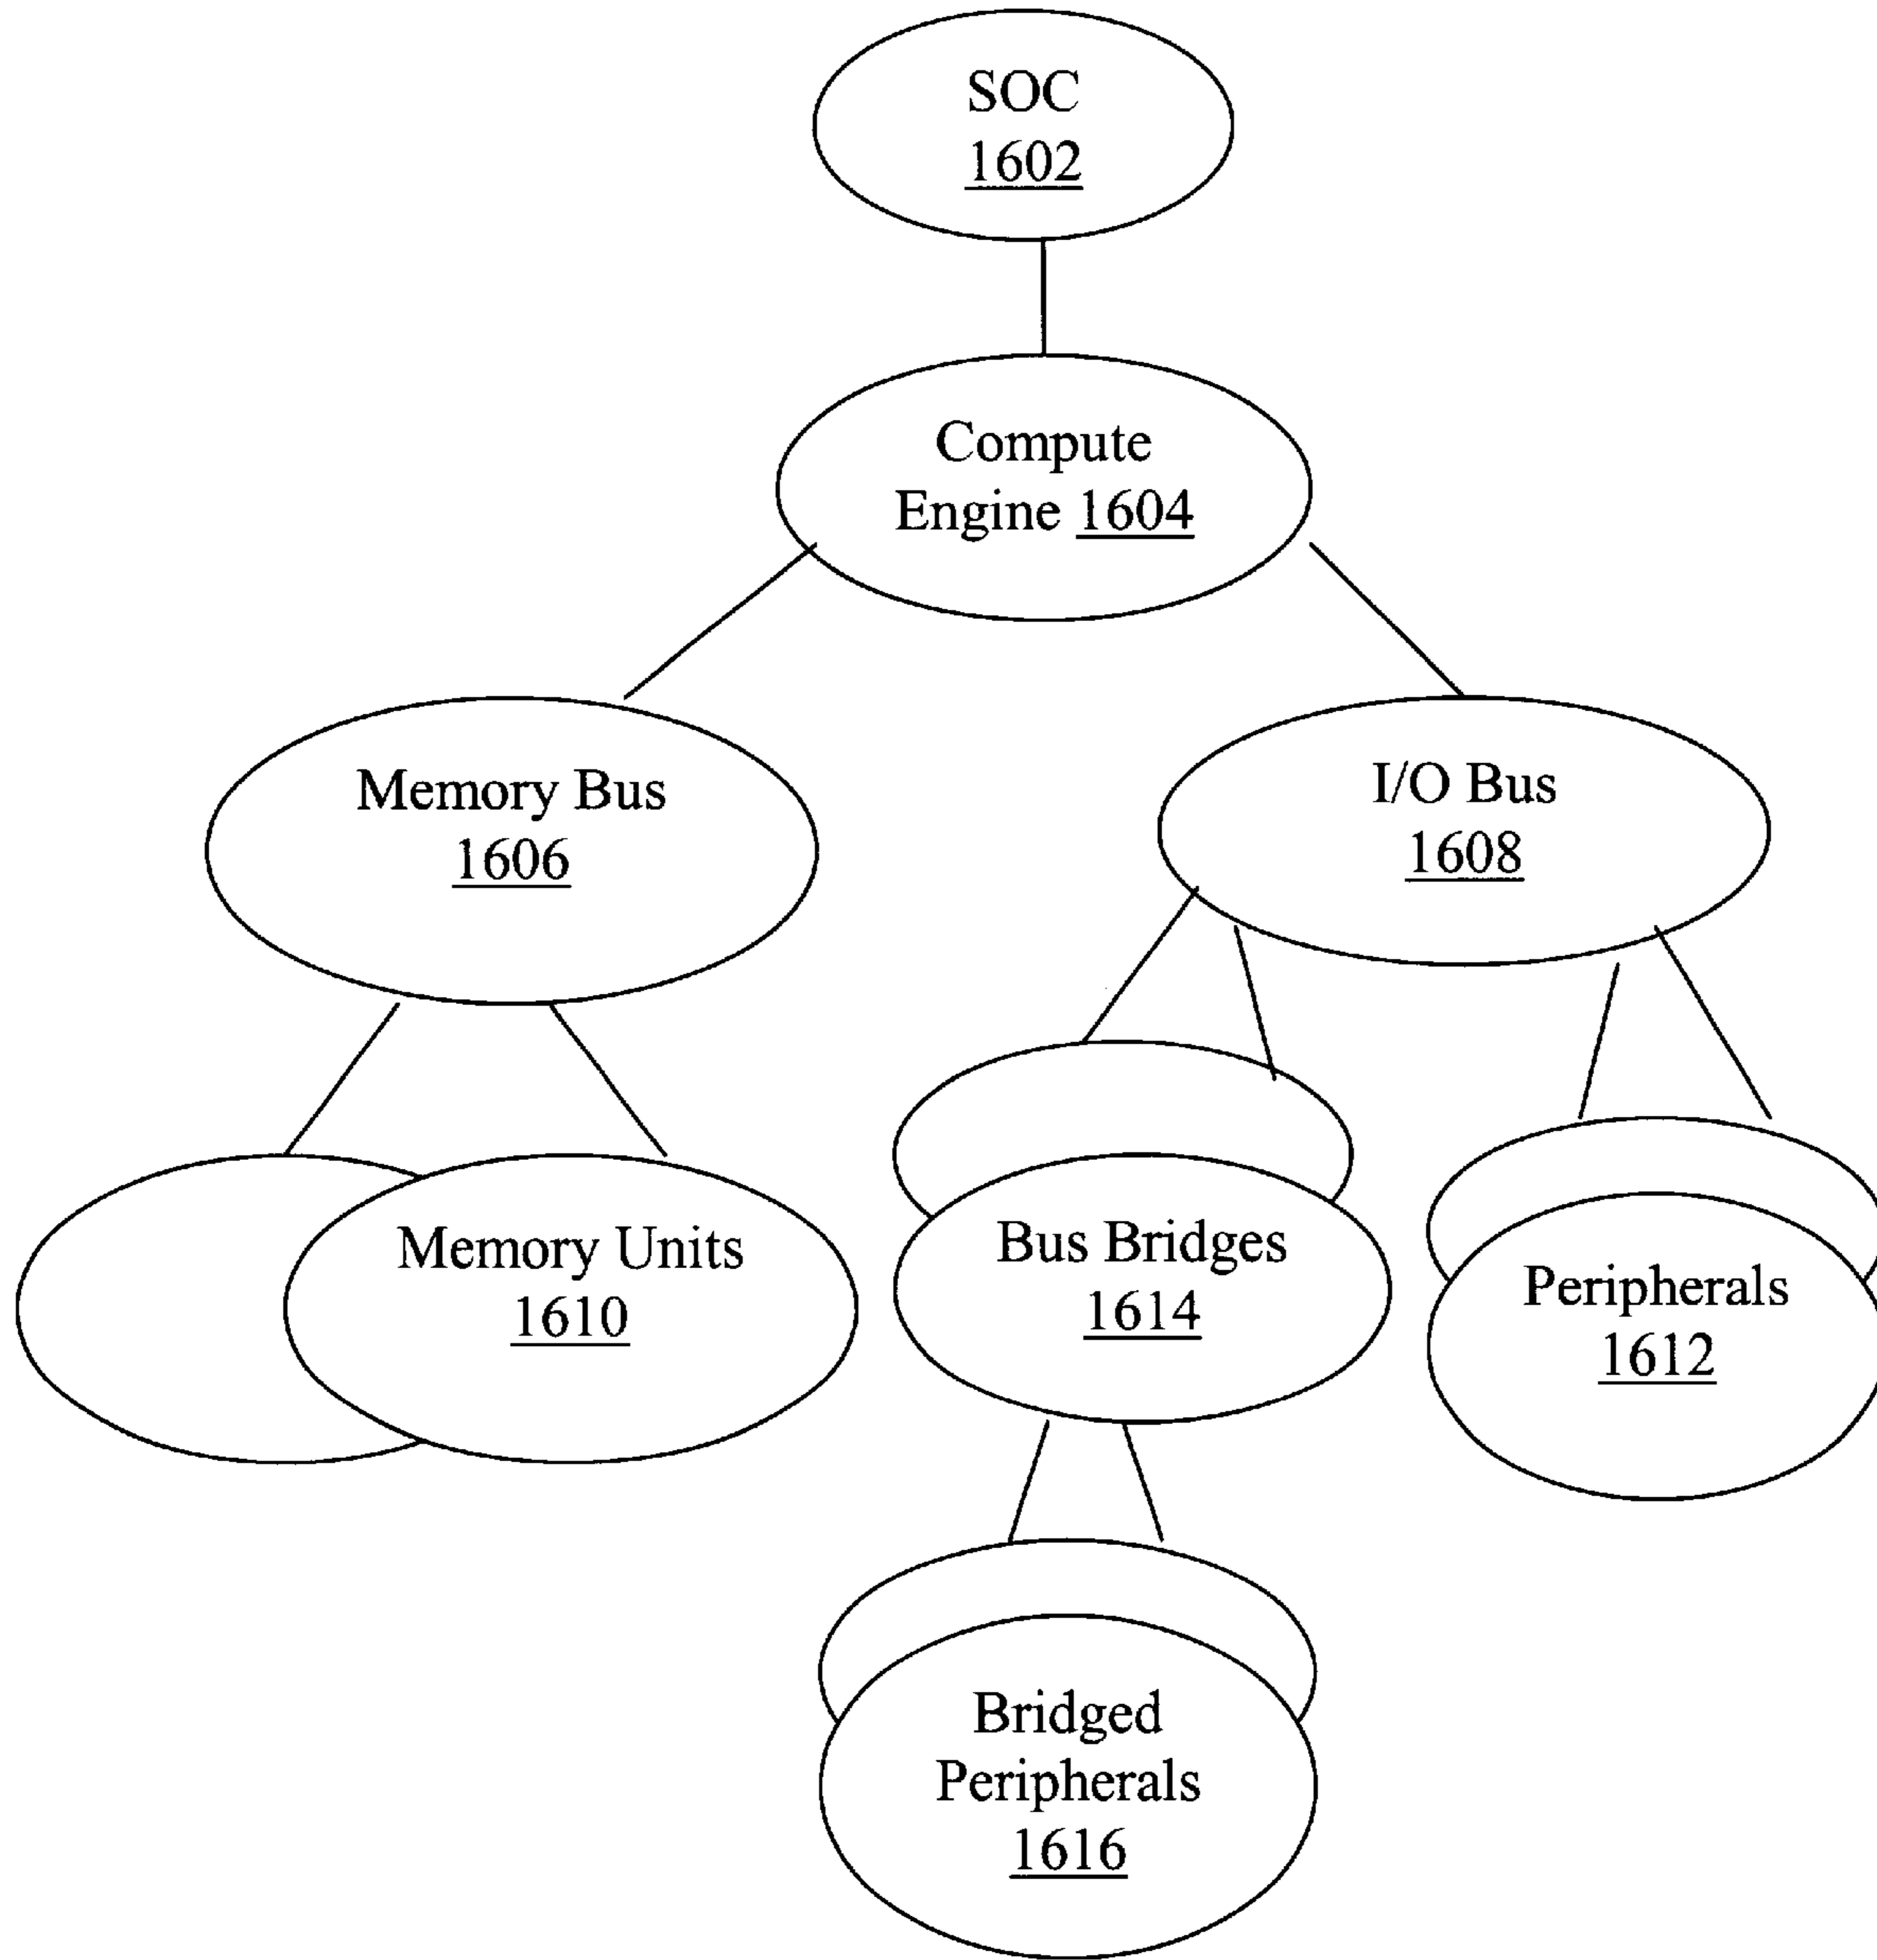 SOC
1602
Compute
Engine 1604
Memory Bus
1606
I/O Bus
1608
Memory Units
1610
Bus Bridges
1614
Peripherals
1612
Bridged
Peripherals
1616